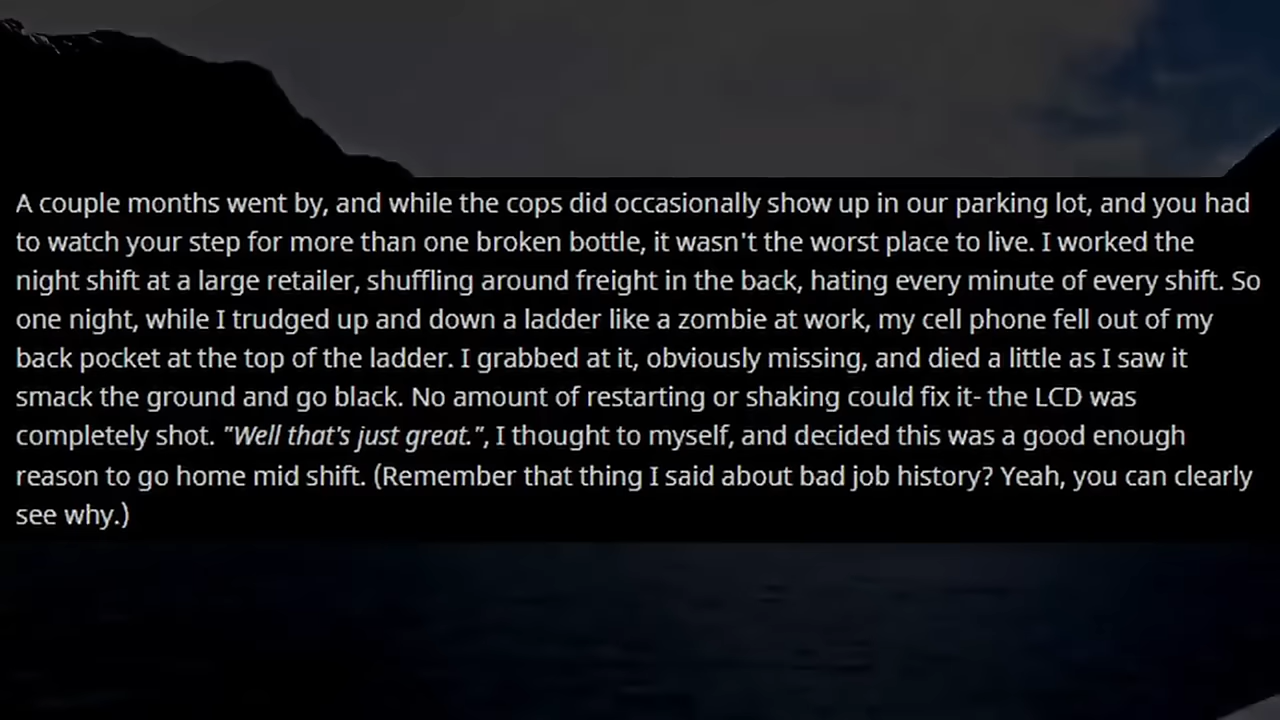 A couple months went by, and while the cops did occasionally show up in our parking lot, and you had
to watch your step for more than one broken bottle, it wasn't the worst place to live. I worked the
night shift at a large retailer, shuffling around freight in the back, hating every minute of every shift. So
one night, while I trudged up and down a ladder like a zombie at work, my cell phone fell out of my
back pocket at the top of the ladder. I grabbed at it, obviously missing, and died a little as I saw it
smack the ground and go black. No amount of restarting or shaking could fix it- the LCD was
completely shot. "Well that's just great.", I thought to myself, and decided this was a good enough
reason to go home mid shift. (Remember that thing I said about bad job history? Yeah, you can clearly
see why.)